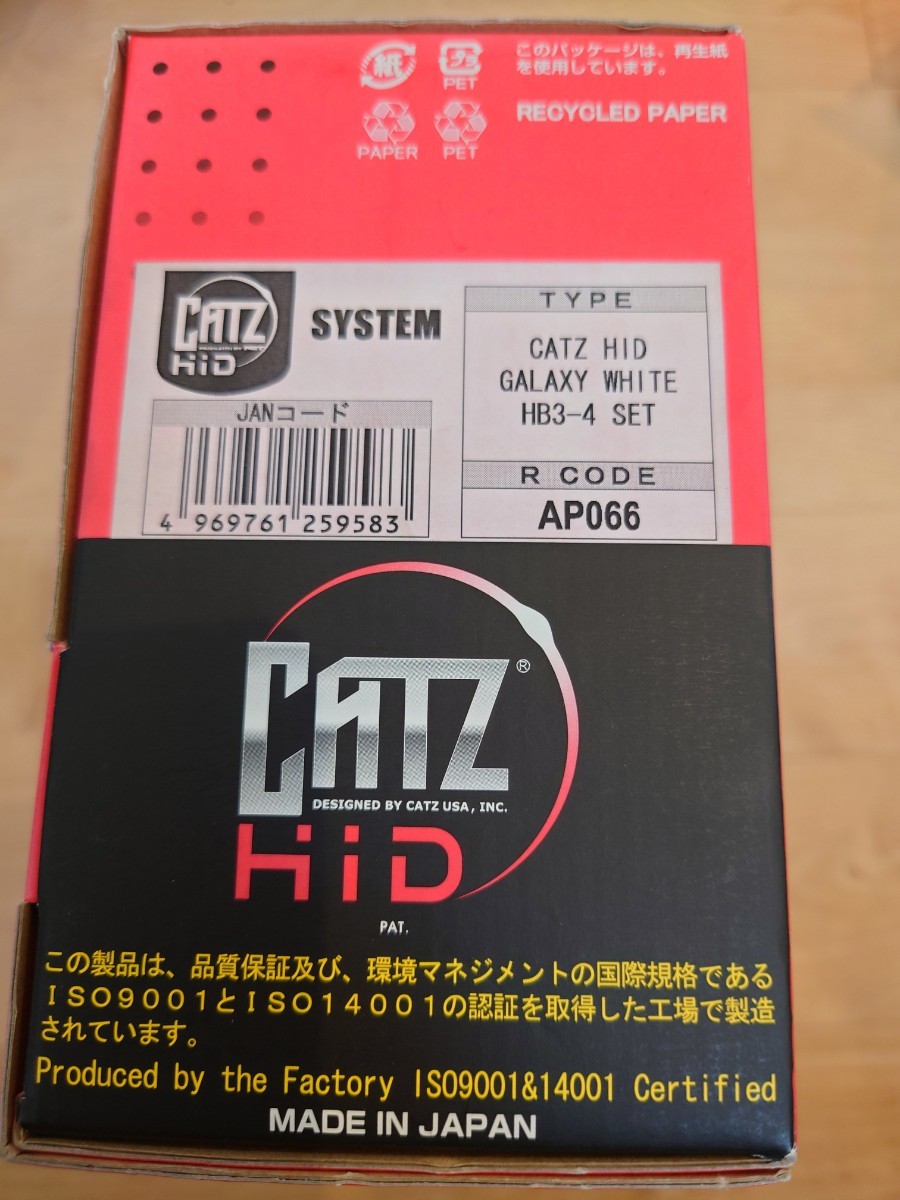 このパッケージは、再生紙
を使用しています。
紙
プラ
PET
RECYCLED PAPER
PAPER
PET
CATZ
HiD
SYSTEM
TYPE
CATZ HID
GALAXY WHITE
HB3-4 SET
JANコード
4 969761 259583
R CODE
AP066
CATZ®
DESIGNED BY CATZ USA, INC.
HiD
PAT.
この製品は、品質保証及び、環境マネジメントの国際規格である
ISO9001とISO14001の認証を取得した工場で製造
されています。
Produced by the Factory ISO9001&14001 Certified
MADE IN JAPAN